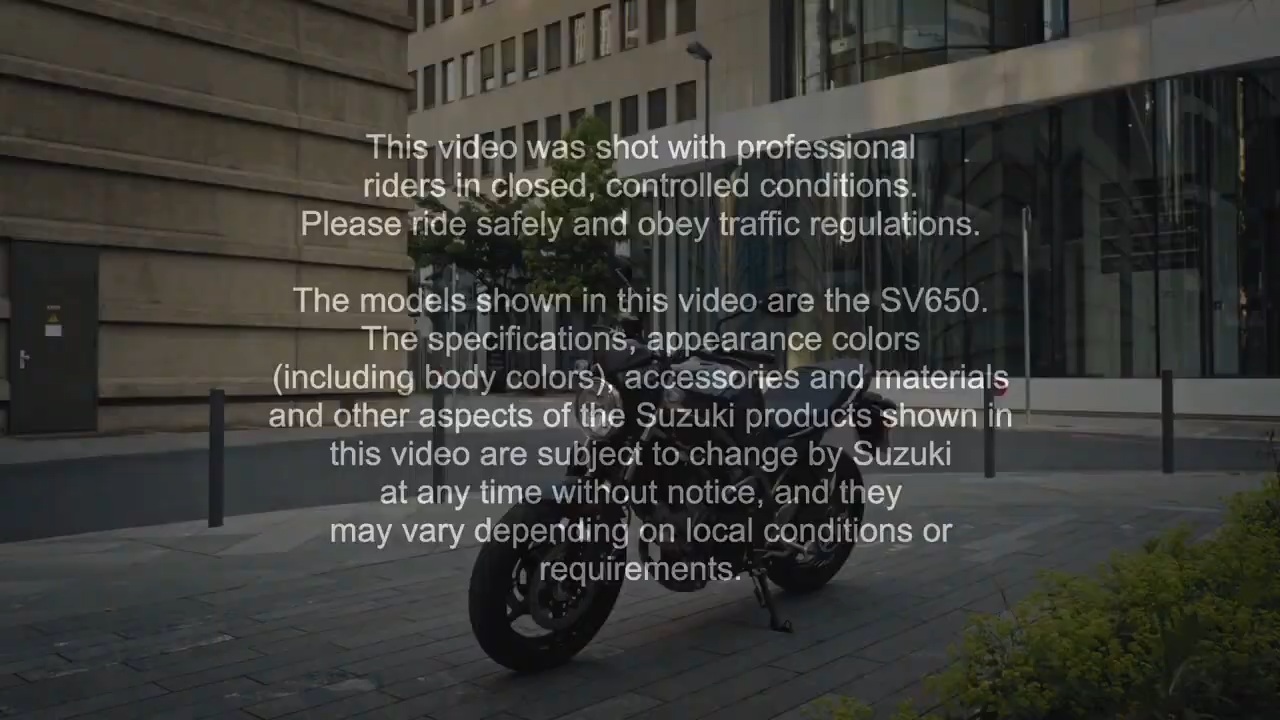 This video was shot with professional
riders in closed, controlled conditions.
Please ride safely and obey traffic regulations.
The models shown in this video are the SV650.
The specifications, appearance colors
(including body colors), accessories and materials
and other aspects of the Suzuki products shown in
this video are subject to change by Suzuki
at any time without notice, and they
may vary depending on local conditions or
requirements.